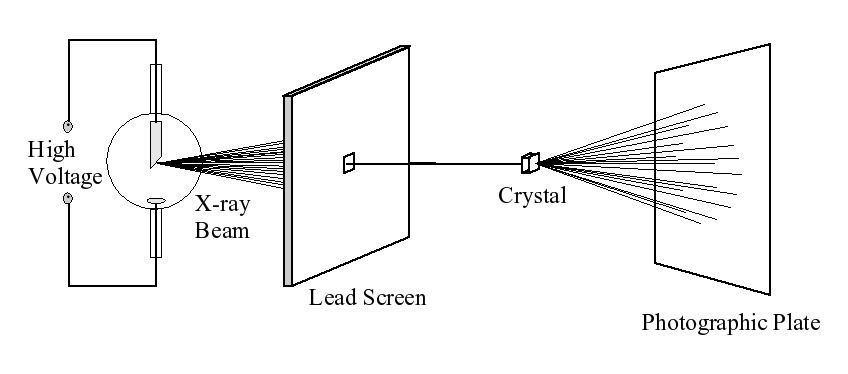 High
Voltage
X-ray
Beam
Lead Screen
Crystal
Photographic Plate